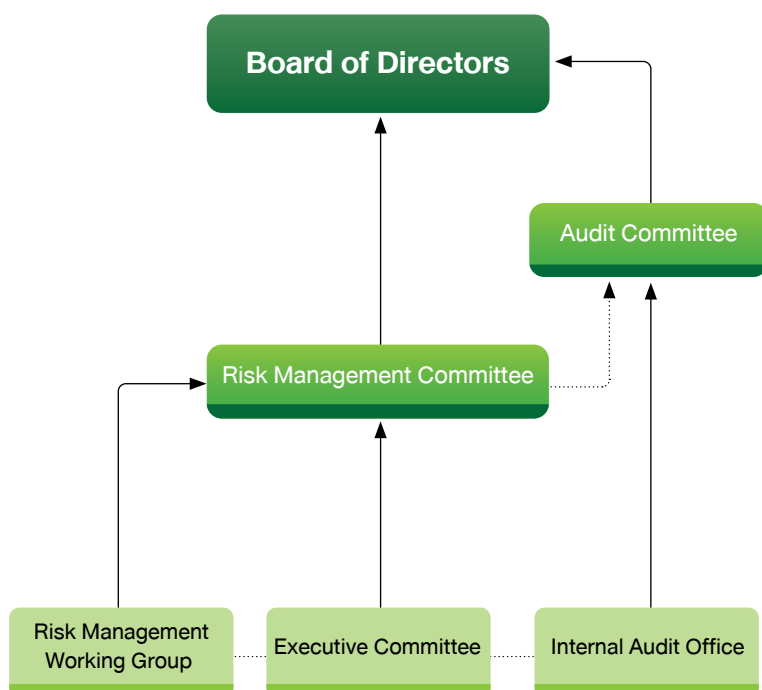 Board of Directors
Audit Committee
Risk Management Committee
Risk Management
Working Group
Executive Committee
Internal Audit Office